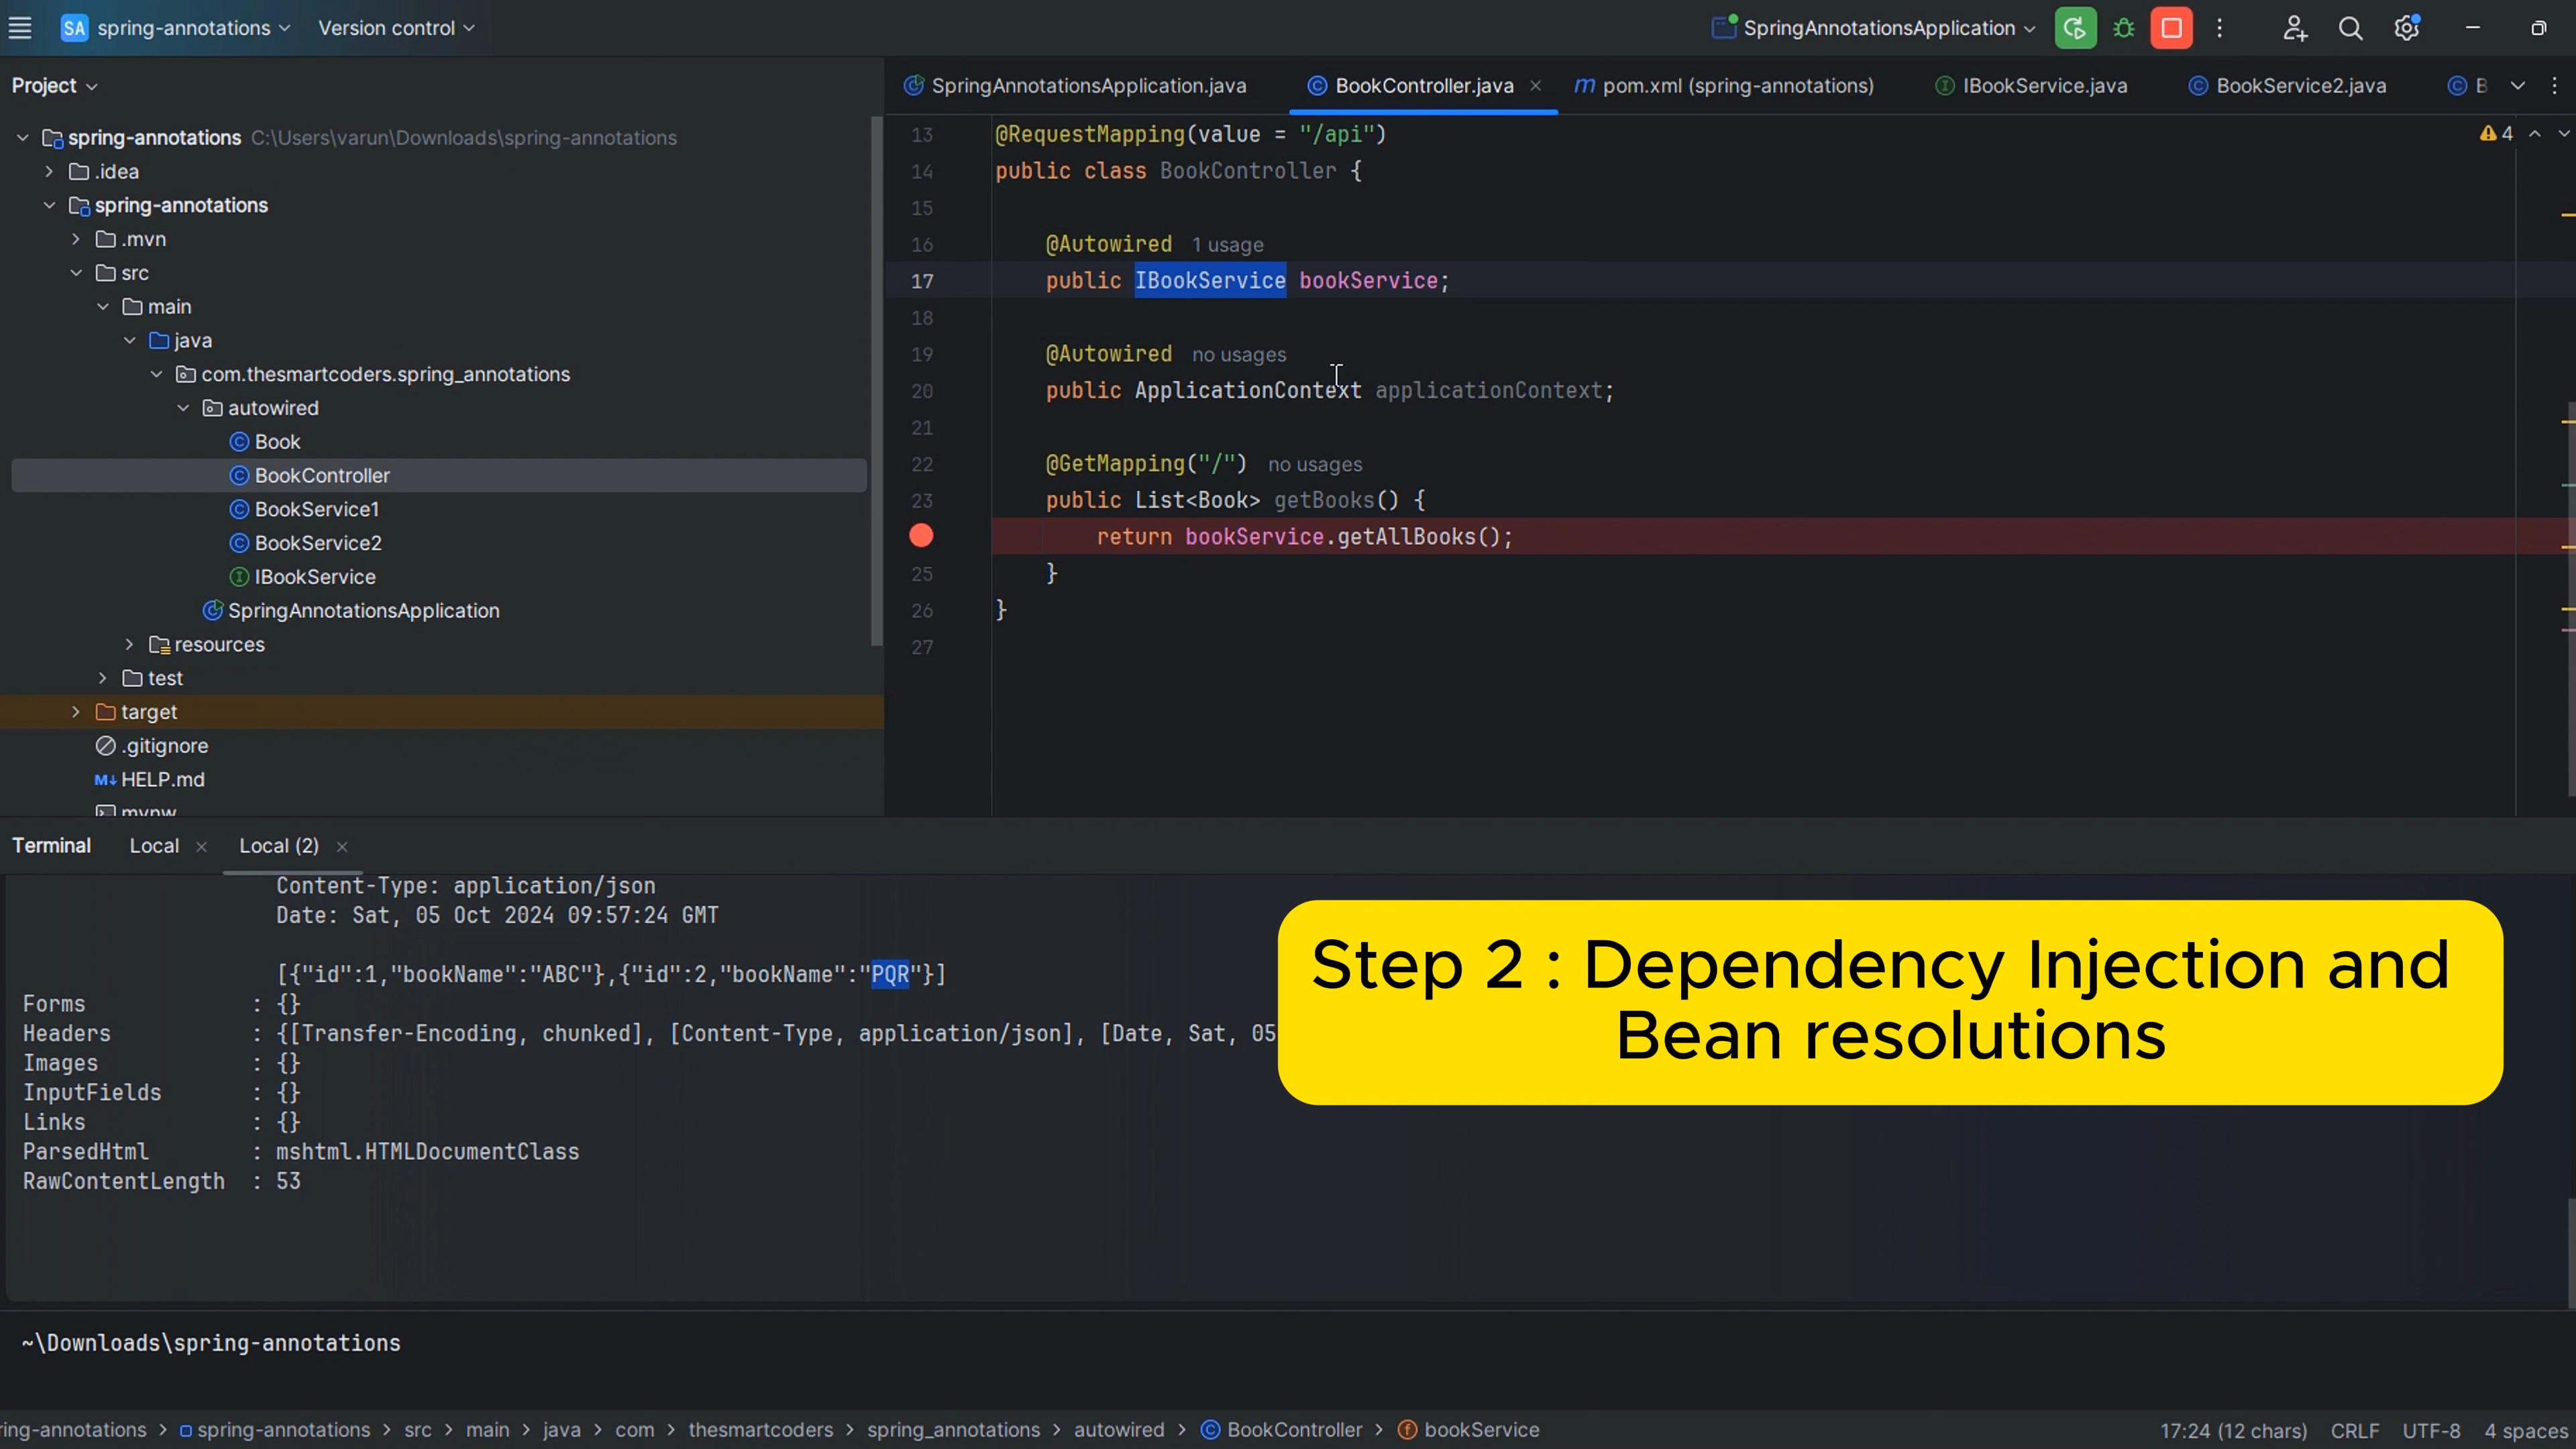 SA spring-annotations Version control SpringAnnotationsApplication
Project
SpringAnnotationsApplication.java BookController.java pom.xml (spring-annotations) IBookService.java BookService2.java B
spring-annotations C:\Users\varun\Downloads\spring-annotations
.idea
spring-annotations
.mvn
src
main
java
com.thesmartcoders.spring_annotations
autowired
Book
BookController
BookService1
BookService2
IBookService
SpringAnnotationsApplication
resources
test
target
.gitignore
HELP.md
mvnw
4
13 @RequestMapping(value = "/api")
14 public class BookController {
15
16 @Autowired 1 usage
17 public IBookService bookService;
18
19 @Autowired no usages
20 public ApplicationContext applicationContext;
21
22 @GetMapping("/") no usages
23 public List<Book> getBooks() {
return bookService.getAllBooks();
25 }
26 }
27
Terminal Local Local (2)
Content-Type: application/json
Date: Sat, 05 Oct 2024 09:57:24 GMT
[{"id":1,"bookName":"ABC"},{"id":2,"bookName":"PQR"}]
Forms : {}
Headers : {[Transfer-Encoding, chunked], [Content-Type, application/json], [Date, Sat, 05
Images : {}
InputFields : {}
Links : {}
ParsedHtml : mshtml.HTMLDocumentClass
RawContentLength : 53
Step 2 : Dependency Injection and
Bean resolutions
~\Downloads\spring-annotations
ring-annotations > spring-annotations > src > main > java > com > thesmartcoders > spring_annotations > autowired > BookController > bookService 17:24 (12 chars) CRLF UTF-8 4 spaces